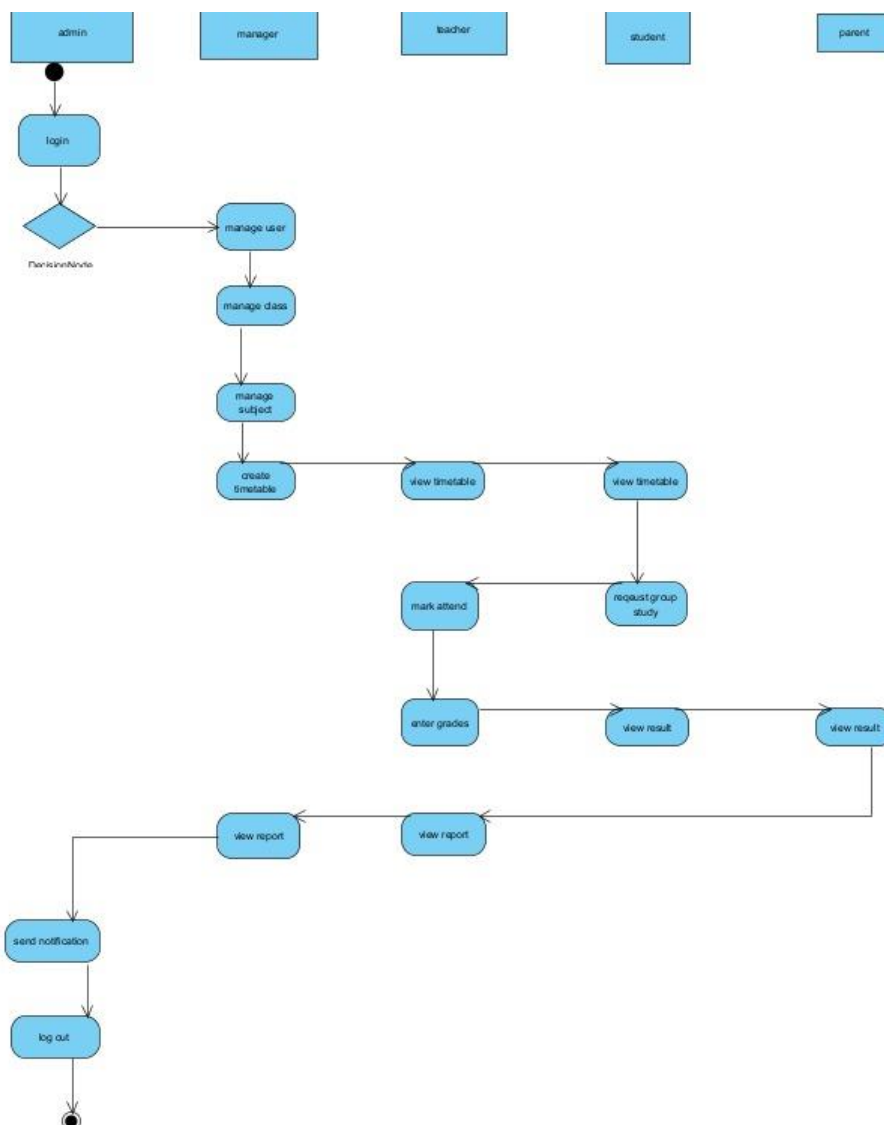 admin
manager
teacher
student
parent
login
DecisionNode
manage user
manage class
manage
subject
create
timetable
view timetable
view timetable
mark attend
reqeust group
study
enter grades
view result
view result
view report
view report
send notification
log out